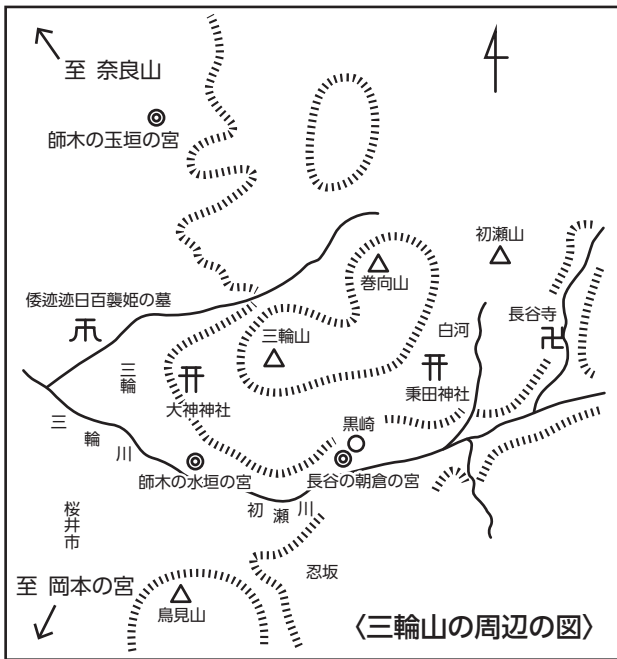 至 奈良山
師木の玉垣の宮
初瀬山
巻向山
倭迹迹日百襲姫の墓
長谷寺
三輪山
白河
三輪
大神神社
秉田神社
三輪川
黒崎
師木の水垣の宮
長谷の朝倉の宮
初瀬川
桜井市
忍坂
至 岡本の宮
鳥見山
〈三輪山の周辺の図〉